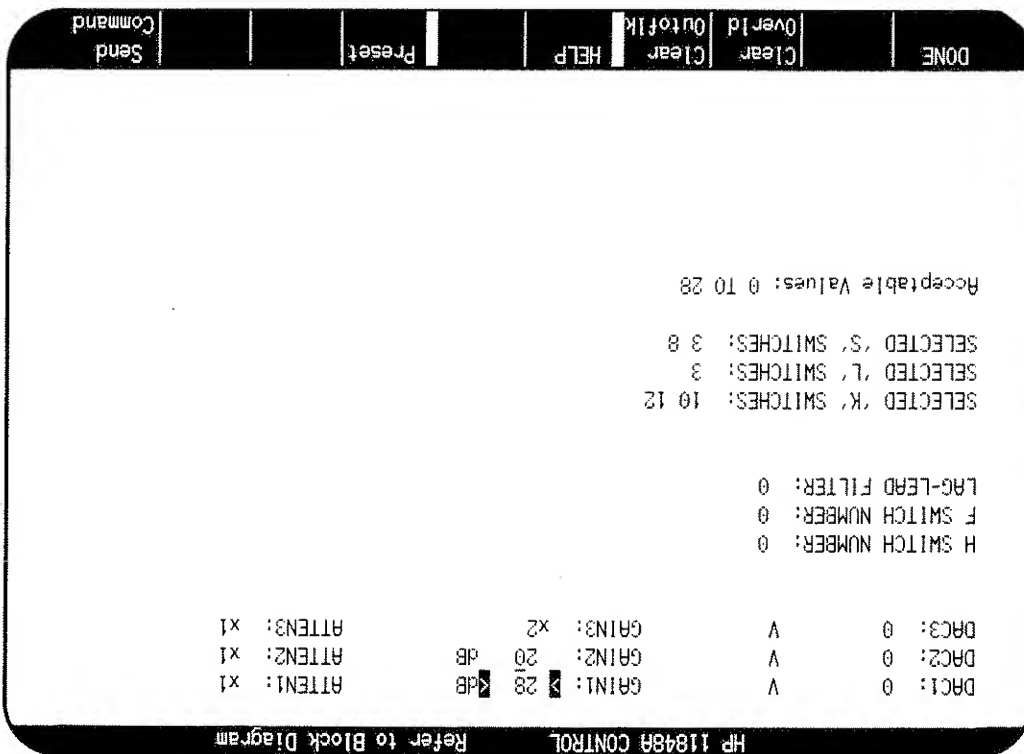 HP 11848A CONTROL Refer to Block Diagram
DAC1: 0 V GAIN1: > 28 < dB ATTEN1: x1
DAC2: 0 V GAIN2: 20 dB ATTEN2: x1
DAC3: 0 V GAIN3: x2 ATTEN3: x1
H SWITCH NUMBER: 0
F SWITCH NUMBER: 0
LAG-LEAD FILTER: 0
SELECTED 'K' SWITCHES: 10 12
SELECTED 'L' SWITCHES: 3
SELECTED 'S' SWITCHES: 3 8
Acceptable Values: 0 TO 28
DONE Clear Clear HELP Preset Send
Overld Outoflk Command